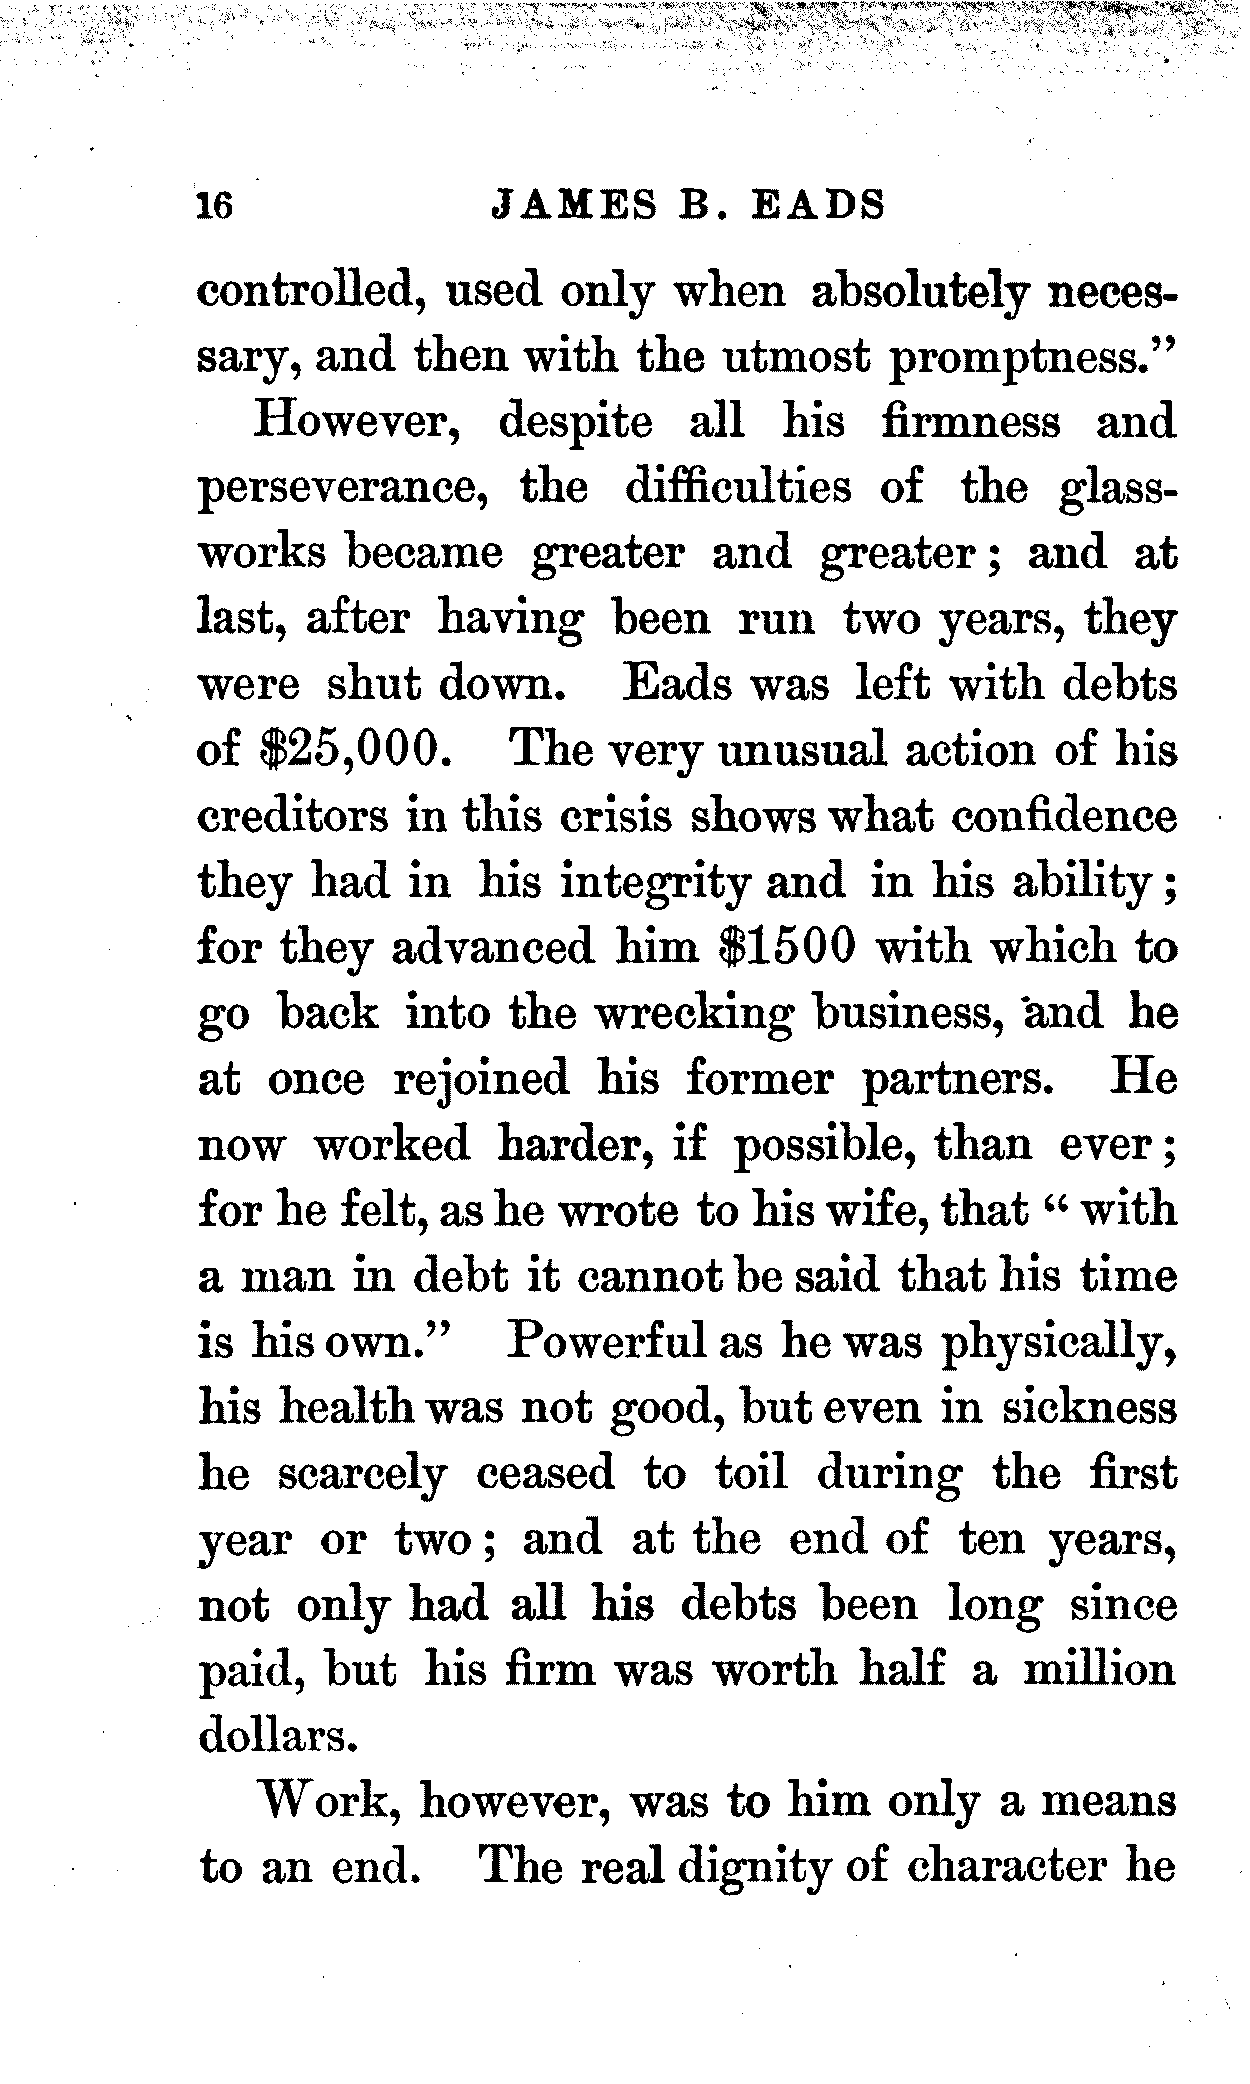 16 JAMES B. EADS
controlled, used only when absolutely neces-
sary, and then with the utmost promptness."
However, despite all his firmness and
perseverance, the difficulties of the glass-
works became greater and greater; and at
last, after having been run two years, they
were shut down. Eads was left with debts
of $25,000. The very unusual action of his
creditors in this crisis shows what confidence
they had in his integrity and in his ability;
for they advanced him $1500 with which to
go back into the wrecking business, and he
at once rejoined his former partners. He
now worked harder, if possible, than ever;
for he felt, as he wrote to his wife, that "with
a man in debt it cannot be said that his time
is his own." Powerful as he was physically,
his health was not good, but even in sickness
he scarcely ceased to toil during the first
year or two; and at the end of ten years,
not only had all his debts been long since
paid, but his firm was worth half a million
dollars.
Work, however, was to him only a means
to an end. The real dignity of character he